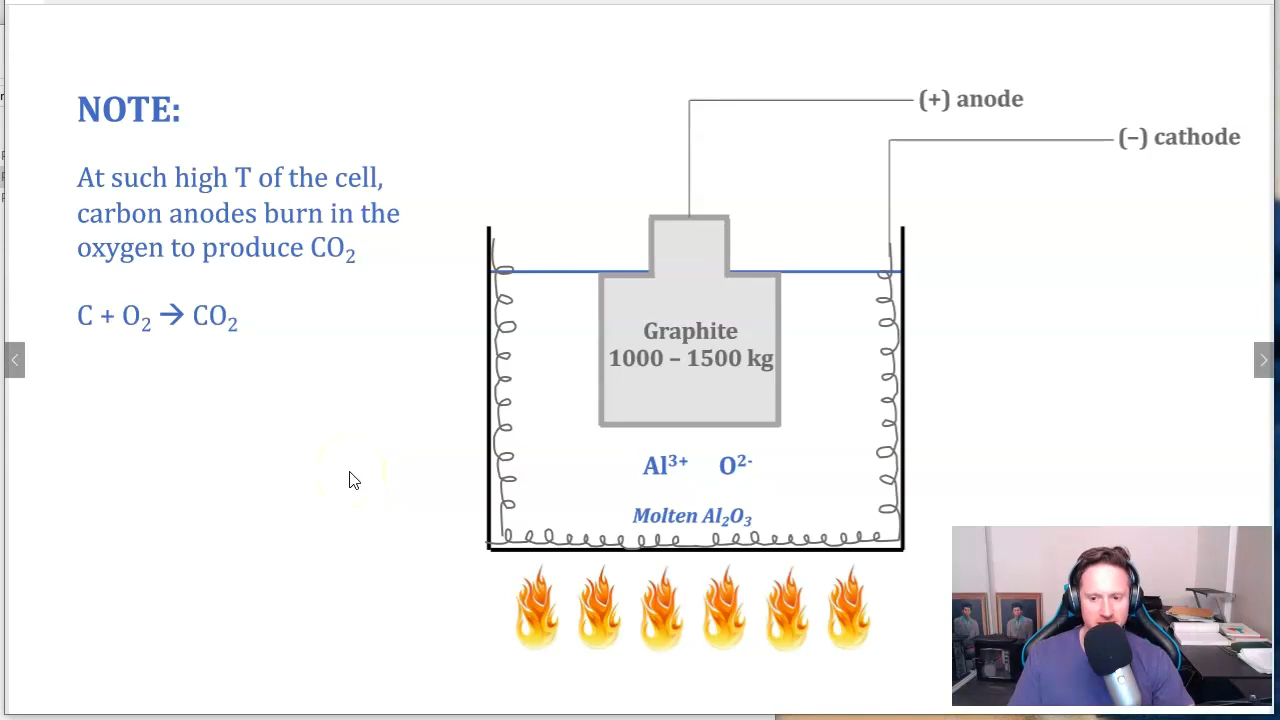 NOTE:
At such high T of the cell,
carbon anodes burn in the
oxygen to produce CO₂
C + O₂ → CO₂
(+) anode
(−) cathode
Graphite
1000 – 1500 kg
Al³⁺ O²⁻
Molten Al₂O₃